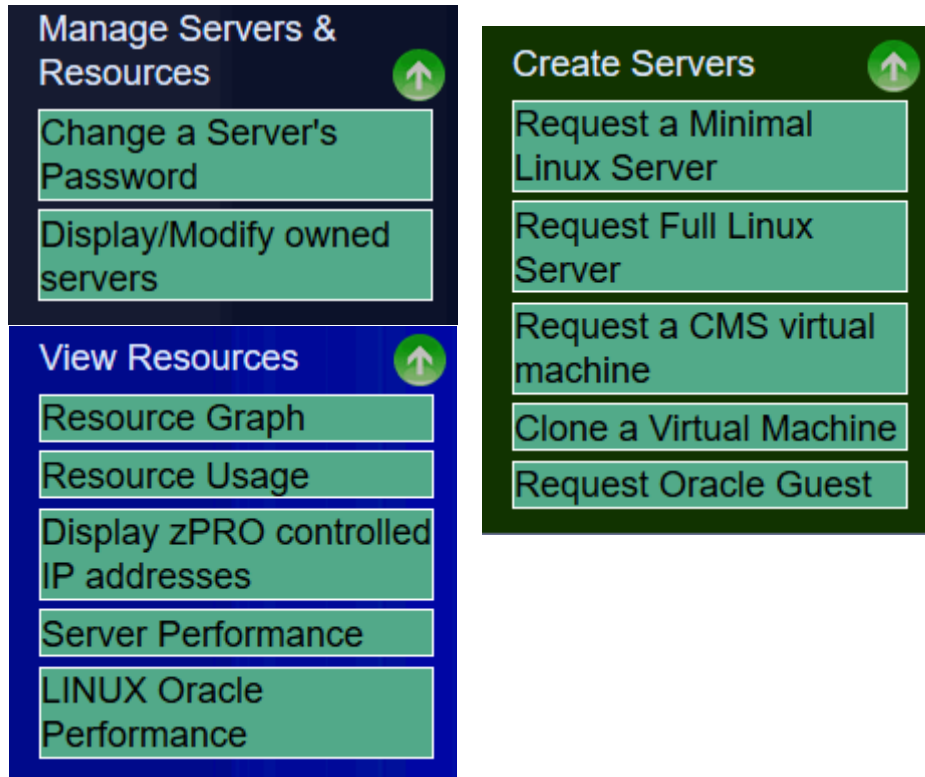 Manage Servers &
Resources
Change a Server's
Password
Display/Modify owned
servers
View Resources
Resource Graph
Resource Usage
Display zPRO controlled
IP addresses
Server Performance
LINUX Oracle
Performance
Create Servers
Request a Minimal
Linux Server
Request Full Linux
Server
Request a CMS virtual
machine
Clone a Virtual Machine
Request Oracle Guest